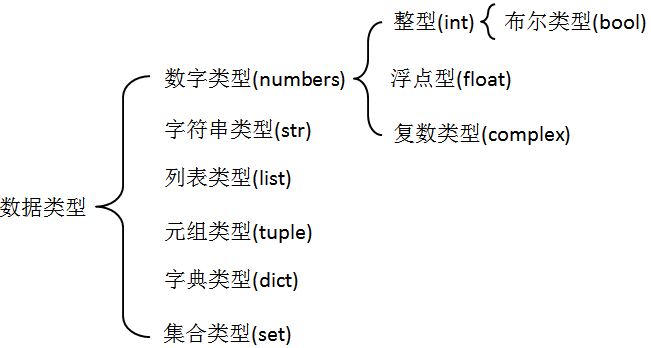 整型(int)
布尔类型(bool)
数字类型(numbers)
浮点型(float)
字符串类型(str)
复数类型(complex)
列表类型(list)
数据类型
元组类型(tuple)
字典类型(dict)
集合类型(set)